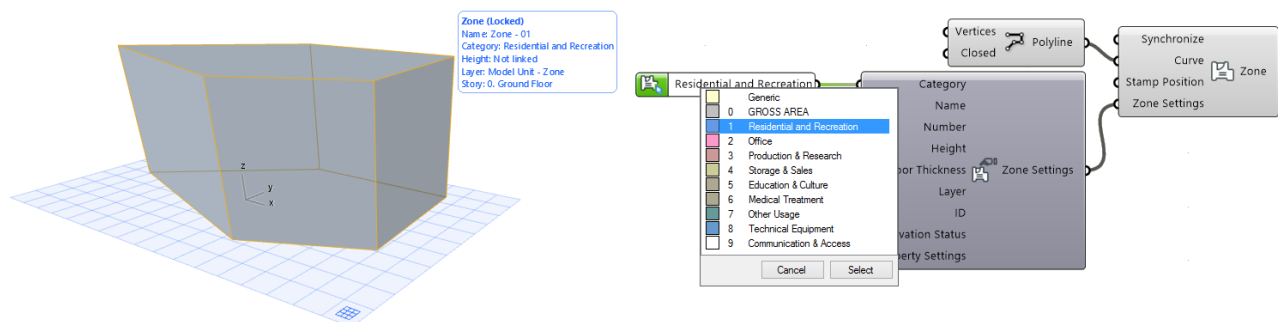 Zone (Locked)
Name: Zone - 01
Category: Residential and Recreation
Height: Not linked
Layer: Model Unit - Zone
Story: 0. Ground Floor
z
y
x
Vertices
Closed
Polyline
Synchronize
Curve
Stamp Position
Zone Settings
Zone
Residential and Recreation
Category
Name
Number
Height
oor Thickness
Layer
ID
vation Status
erty Settings
Zone Settings
Generic
0 GROSS AREA
1 Residential and Recreation
2 Office
3 Production & Research
4 Storage & Sales
5 Education & Culture
6 Medical Treatment
7 Other Usage
8 Technical Equipment
9 Communication & Access
Cancel
Select